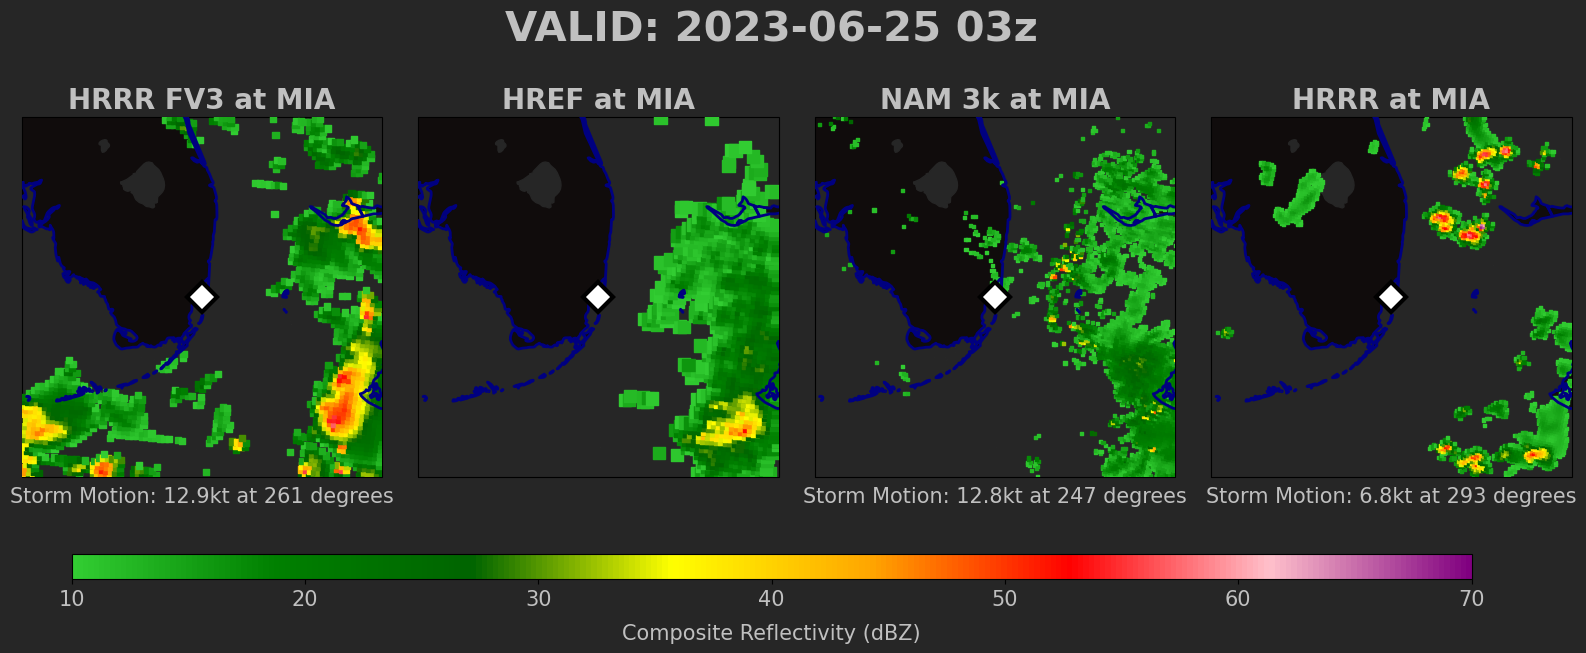 VALID: 2023-06-25 03z
HRRR FV3 at MIA
HREF at MIA
NAM 3k at MIA
HRRR at MIA
Storm Motion: 12.9kt at 261 degrees
Storm Motion: 12.8kt at 247 degrees
Storm Motion: 6.8kt at 293 degrees
10 20 30 40 50 60 70
Composite Reflectivity (dBZ)